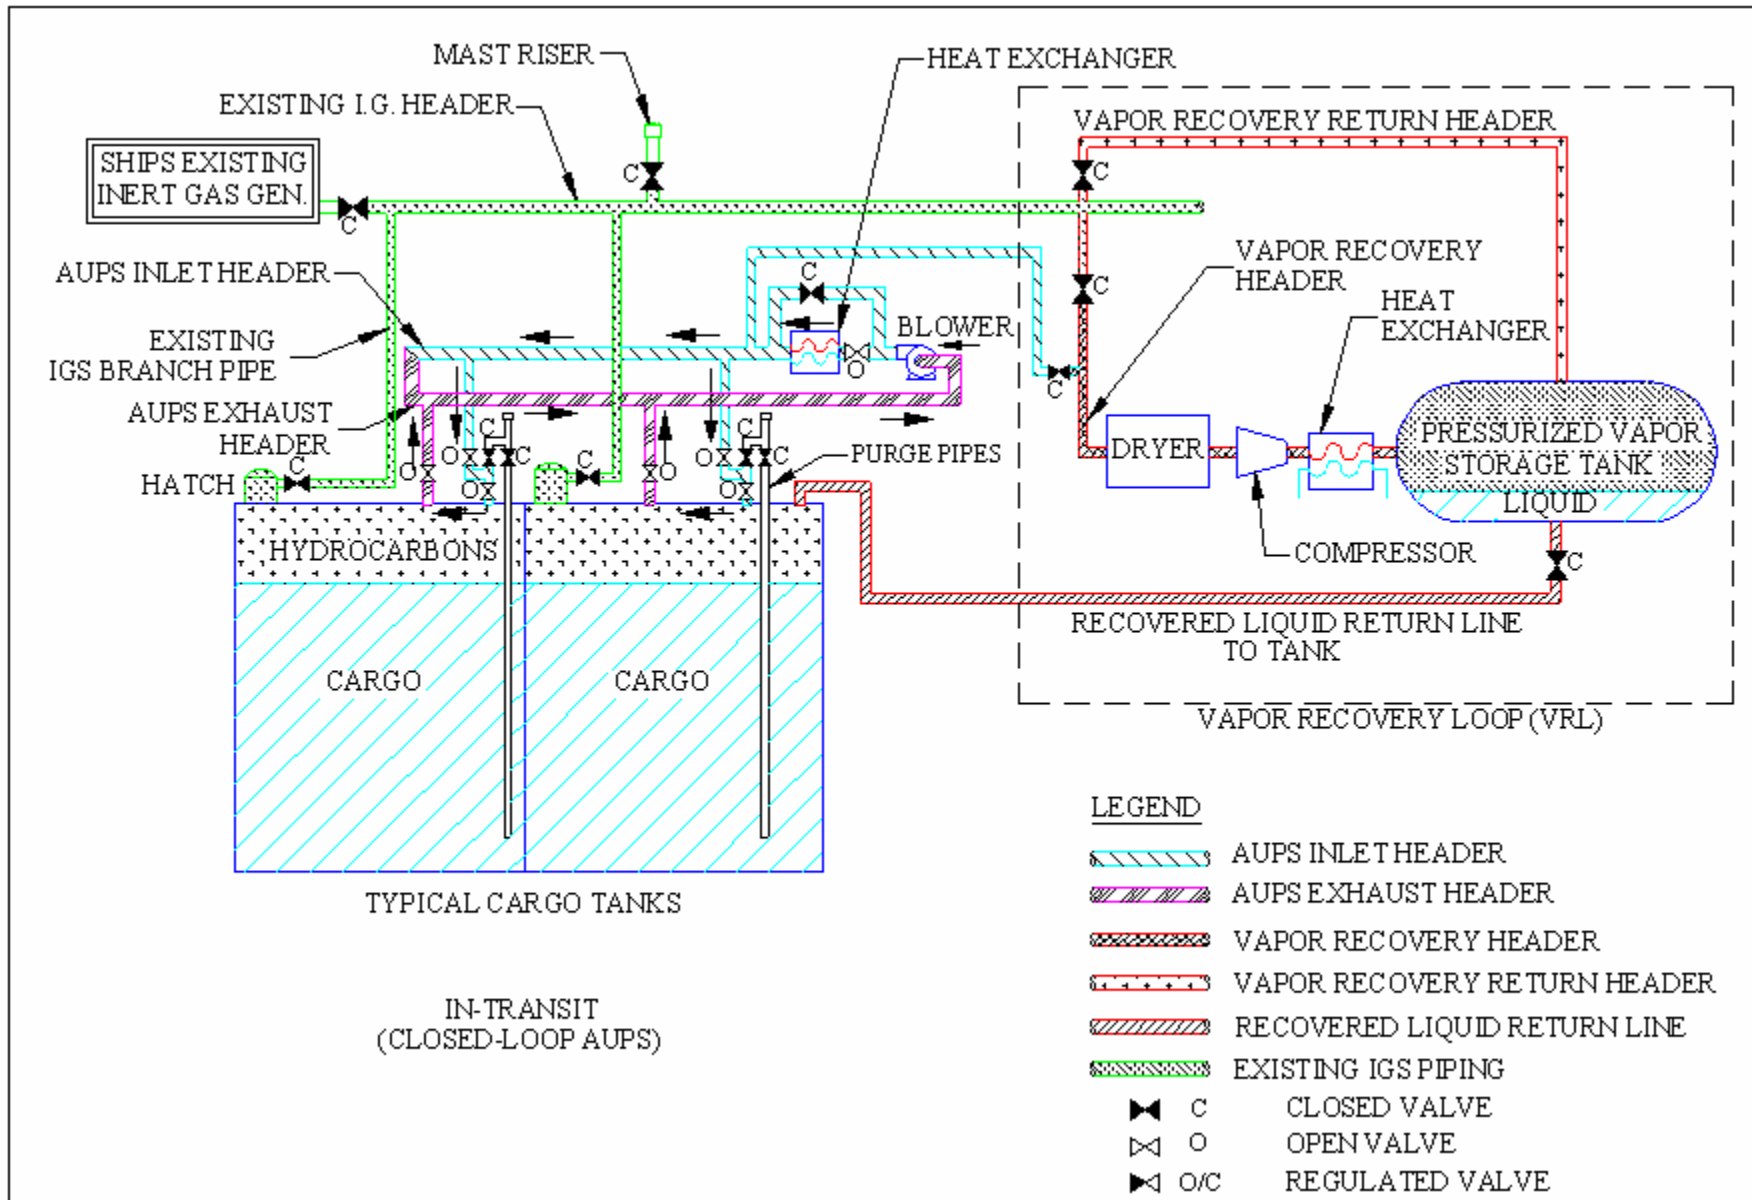 MAST RISER
HEAT EXCHANGER
EXISTING I.G. HEADER
VAPOR RECOVERY RETURN HEADER
SHIPS EXISTING
INERT GAS GEN.
C
C
C
AUPS INLET HEADER
C
C
VAPOR RECOVERY
HEADER
HEAT
EXCHANGER
EXISTING
IGS BRANCH PIPE
BLOWER
O
C
AUPS EXHAUST
HEADER
C
C
C
C
O
O
O
O
PURGE PIPES
DRYER
PRESSURIZED VAPOR
STORAGE TANK
LIQUID
HATCH
C
C
O
O
HYDROCARBONS
COMPRESSOR
C
RECOVERED LIQUID RETURN LINE
TO TANK
CARGO
CARGO
VAPOR RECOVERY LOOP (VRL)
TYPICAL CARGO TANKS
IN-TRANSIT
(CLOSED-LOOP AUPS)
LEGEND
AUPS INLET HEADER
AUPS EXHAUST HEADER
VAPOR RECOVERY HEADER
VAPOR RECOVERY RETURN HEADER
RECOVERED LIQUID RETURN LINE
EXISTING IGS PIPING
C CLOSED VALVE
O OPEN VALVE
O/C REGULATED VALVE